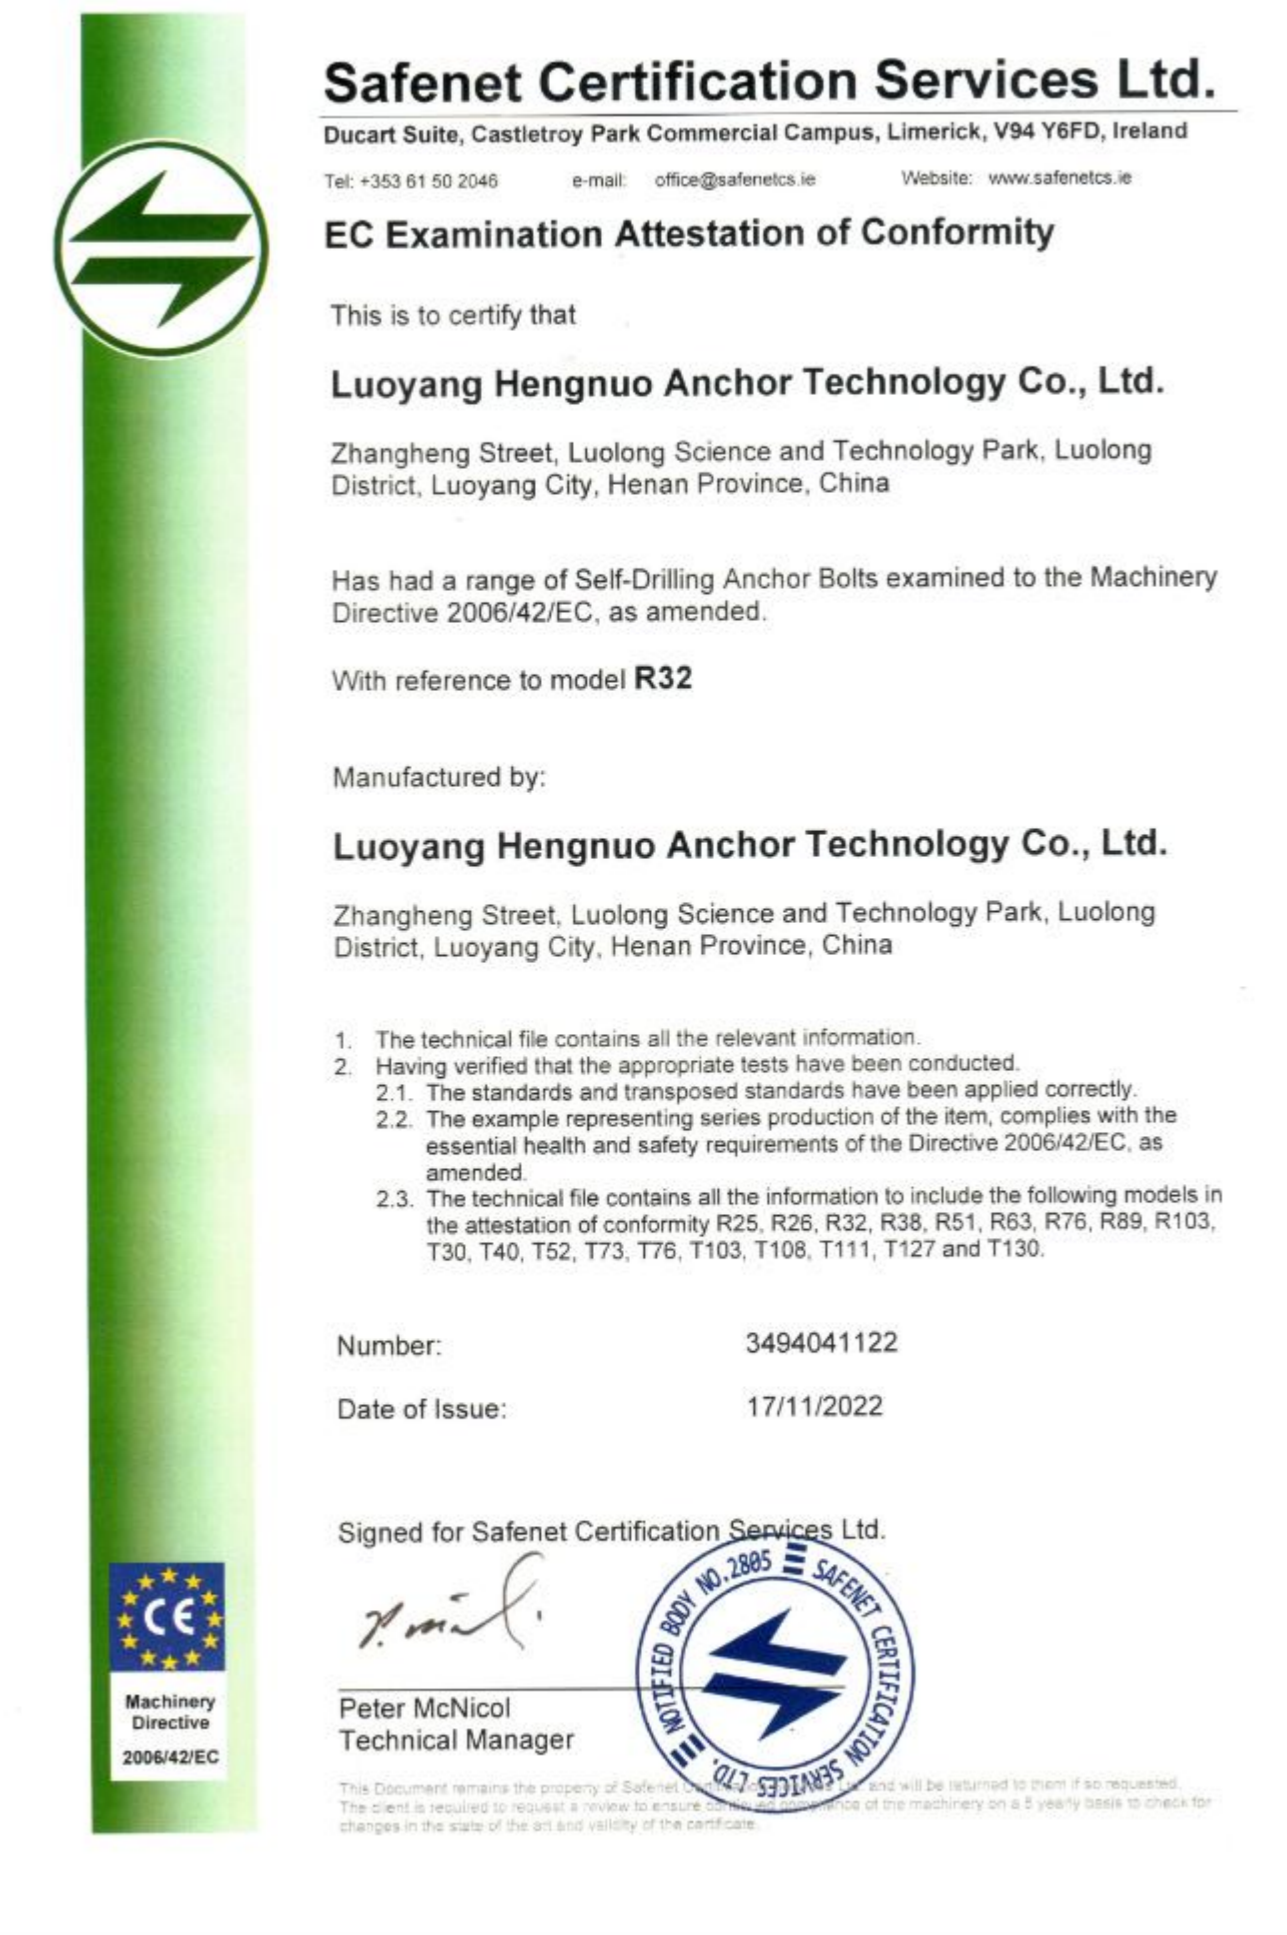 Safenet Certification Services Ltd.
Ducart Suite, Castletroy Park Commercial Campus, Limerick, V94 Y6FD, Ireland
Tel: +353 61 50 2046 e-mail: office@safenetcs.ie Website: www.safenetcs.ie
EC Examination Attestation of Conformity
This is to certify that
Luoyang Hengnuo Anchor Technology Co., Ltd.
Zhangheng Street, Luolong Science and Technology Park, Luolong
District, Luoyang City, Henan Province, China
Has had a range of Self-Drilling Anchor Bolts examined to the Machinery
Directive 2006/42/EC, as amended.
With reference to model R32
Manufactured by:
Luoyang Hengnuo Anchor Technology Co., Ltd.
Zhangheng Street, Luolong Science and Technology Park, Luolong
District, Luoyang City, Henan Province, China
1. The technical file contains all the relevant information.
2. Having verified that the appropriate tests have been conducted.
2.1. The standards and transposed standards have been applied correctly.
2.2. The example representing series production of the item, complies with the
essential health and safety requirements of the Directive 2006/42/EC, as
amended.
2.3. The technical file contains all the information to include the following models in
the attestation of conformity R25, R26, R32, R38, R51, R63, R76, R89, R103,
T30, T40, T52, T73, T76, T103, T108, T111, T127 and T130.
Number: 3494041122
Date of Issue: 17/11/2022
Signed for Safenet Certification Services Ltd.
NOTIFIED BODY NO.2805 SAFENET CERTIFICATION SERVICES LTD.
Peter McNicol
Technical Manager
CE
Machinery
Directive
2006/42/EC
This Document remains the property of Safenet Certification Services Ltd and will be returned to them if so requested.
The client is required to request a review to ensure continued compliance of the machinery on a 5 yearly basis to check for
changes in the state of the art and validity of the certificate.